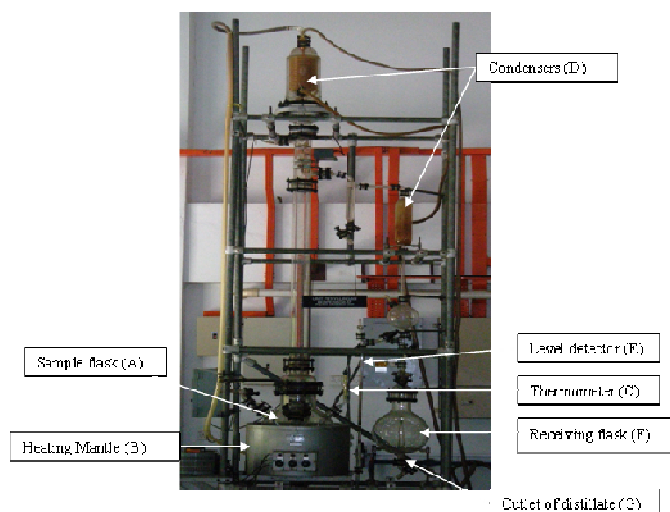 Condensers (D)
Sample flask (A)
Level detector (E)
Thermometer (C)
Heating Mantle (B)
Receiving flask (F)
Outlet of distillate (G)